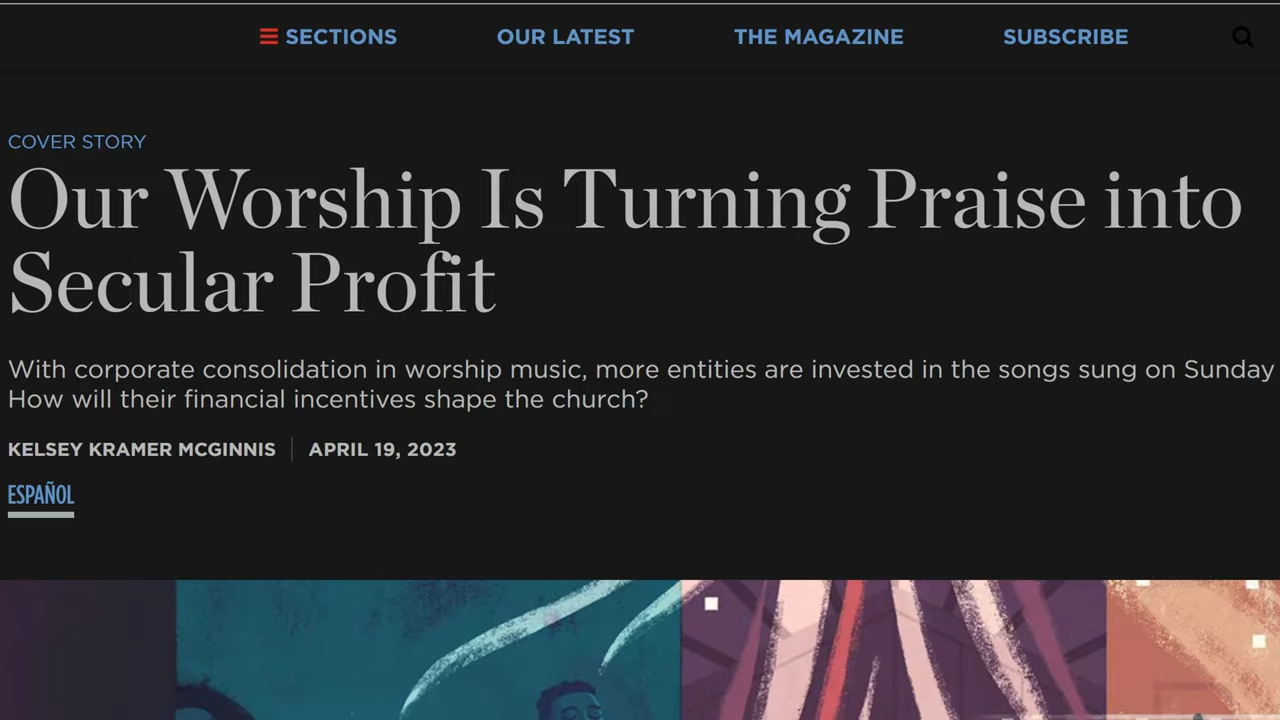 SECTIONS
OUR LATEST
THE MAGAZINE
SUBSCRIBE
COVER STORY
Our Worship Is Turning Praise into
Secular Profit
With corporate consolidation in worship music, more entities are invested in the songs sung on Sunday
How will their financial incentives shape the church?
KELSEY KRAMER MCGINNIS
APRIL 19, 2023
ESPAÑOL